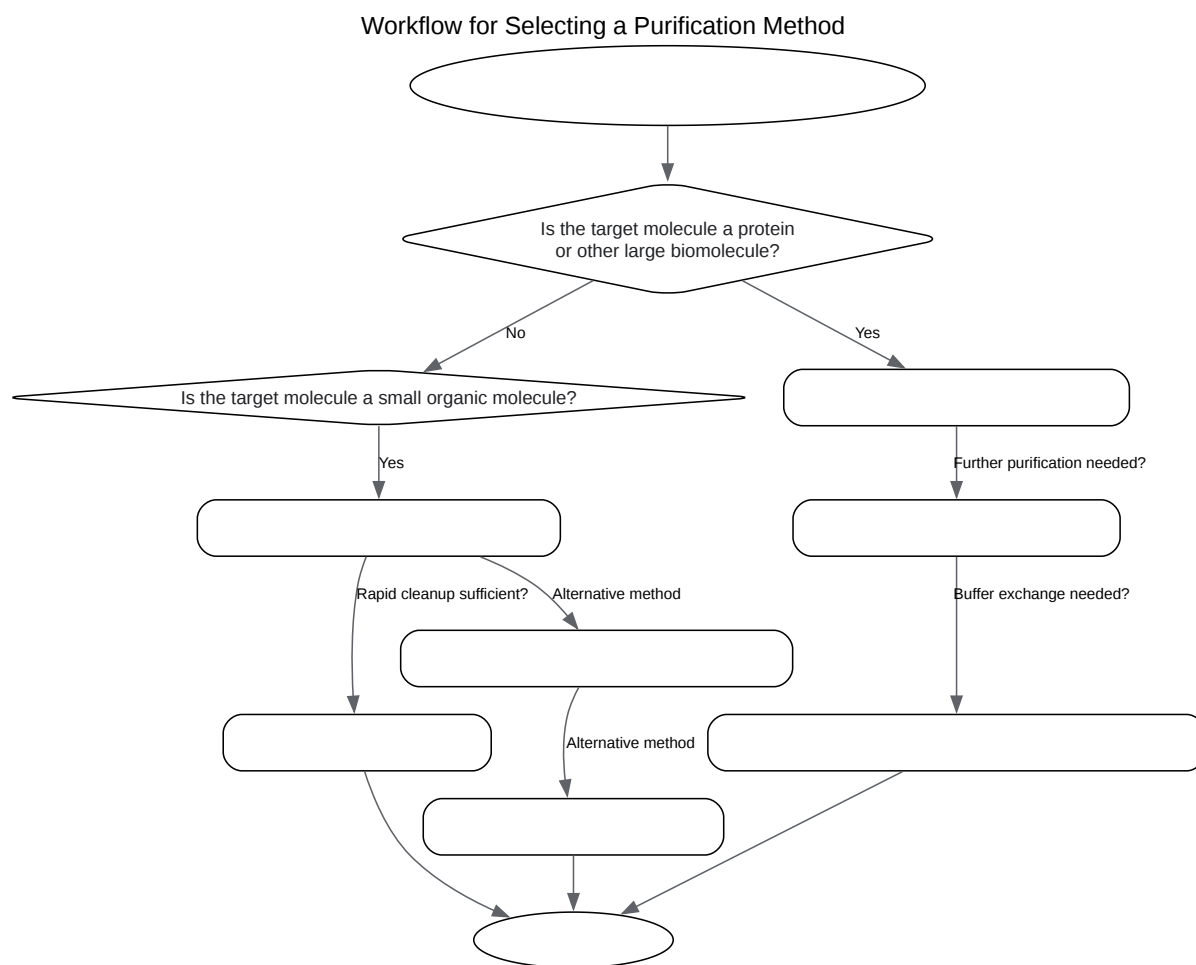 Workflow for Selecting a Purification Method
Is the target molecule a protein
or other large biomolecule?
No
Yes
Is the target molecule a small organic molecule?
Yes
Further purification needed?
Rapid cleanup sufficient?
Alternative method
Buffer exchange needed?
Alternative method